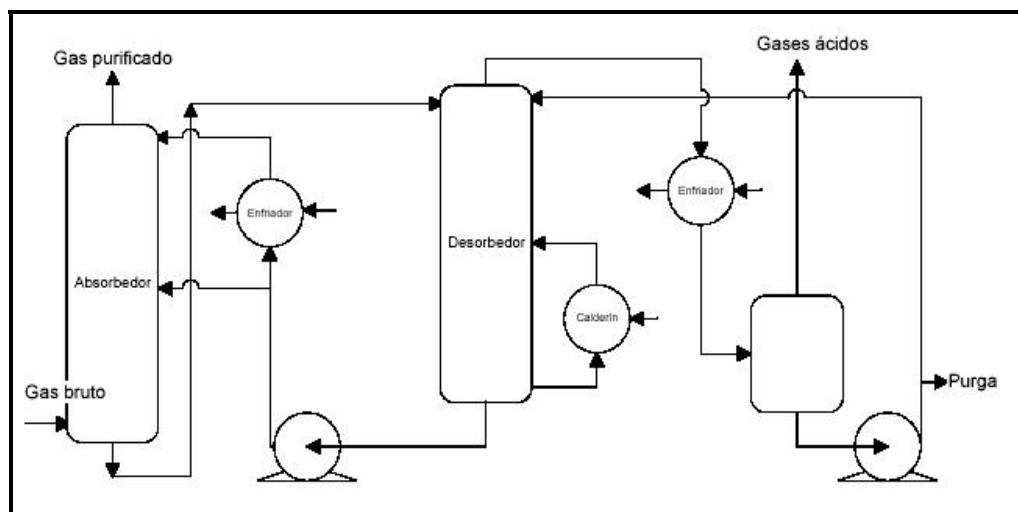 Gas purificado
Gases ácidos
Enfriador
Enfriador
Desorbedor
Absorbedor
Calderín
Gas bruto
Purga